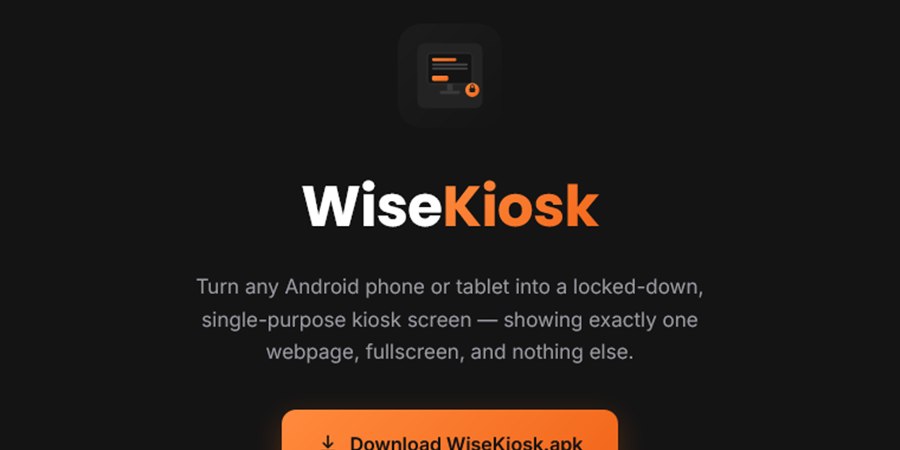 WiseKiosk
Turn any Android phone or tablet into a locked-down,
single-purpose kiosk screen — showing exactly one
webpage, fullscreen, and nothing else.
Download WiseKiosk.apk